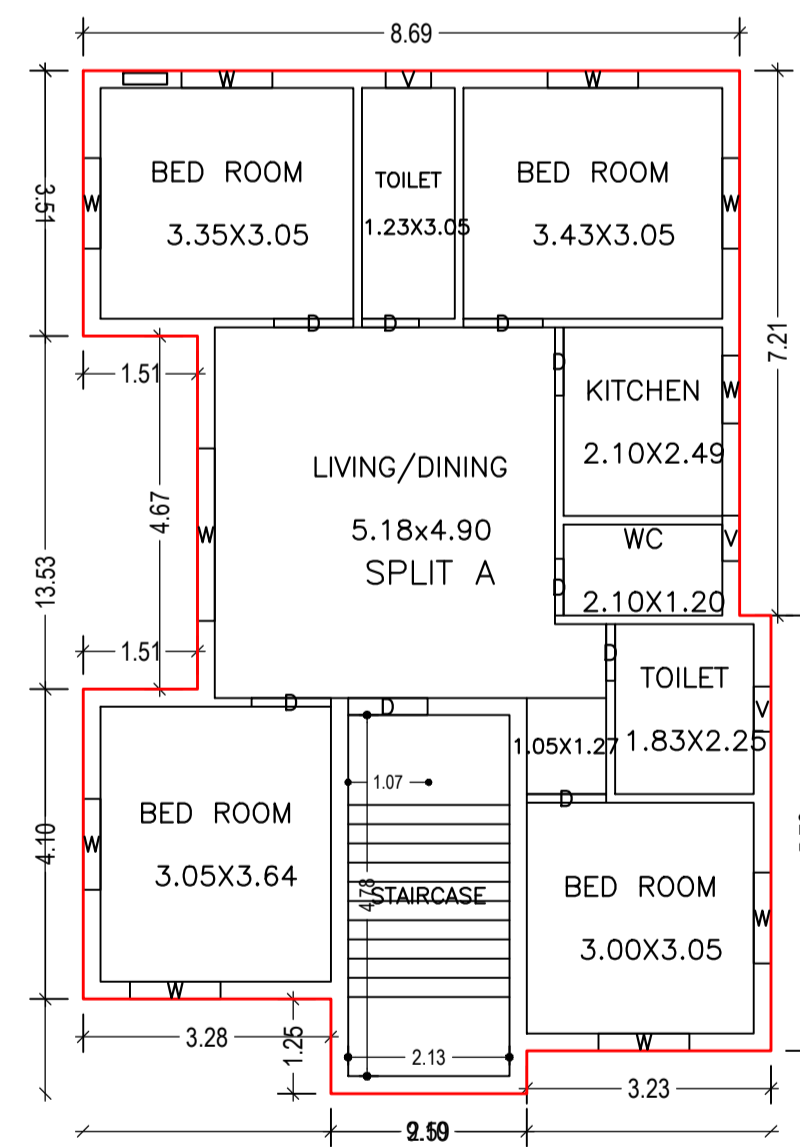 8.69
W V W
BED ROOM
3.35X3.05
TOILET
1.23X3.05
BED ROOM
3.43X3.05
3.51
W
W
D D D
7.21
1.51
D
KITCHEN
2.10X2.49
W
LIVING/DINING
5.18x4.90
SPLIT A
4.67
W
WC
2.10X1.20
V
D
13.53
1.51
D
TOILET
1.83X2.25
V
D
D
1.05X1.27
D
1.07
BED ROOM
3.05X3.64
W
4.10
STAIRCASE
4.78
BED ROOM
3.00X3.05
W
W
W
3.28
1.25
2.13
3.23
2.59